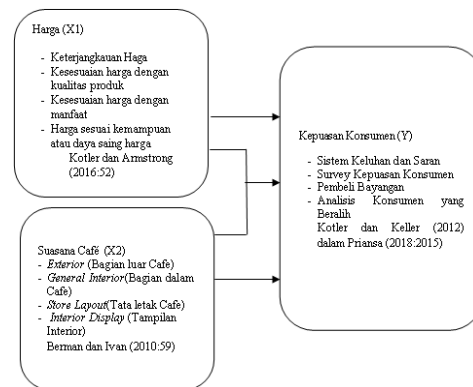 Harga (X1)
- Keterjangkauan Haga
- Kesesuaian harga dengan
kualitas produk
- Kesesuaian harga dengan
manfaat
- Harga sesuai kemampuan
atau daya saing harga
Kotler dan Armstrong
(2016:52)
Suasana Café (X2)
- Exterior (Bagian luar Cafe)
- General Interior(Bagian dalam
Cafe)
- Store Layout(Tata letak Cafe)
- Interior Display (Tampilan
Interior)
Berman dan Ivan (2010:59)
Kepuasan Konsumen (Y)
- Sistem Keluhan dan Saran
- Survey Kepuasan Konsumen
- Pembeli Bayangan
- Analisis Konsumen yang
Beralih
Kotler dan Keller (2012)
dalam Priansa (2018:2015)